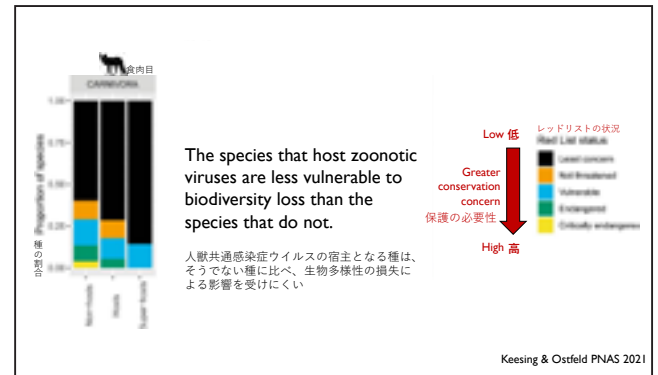 食肉目
CARNIVORA
1.00
0.75
0.50
0.25
0.00
Proportion of species
種の割合
Non-hosts
Hosts
Superhosts
The species that host zoonotic
viruses are less vulnerable to
biodiversity loss than the
species that do not.
人獣共通感染症ウイルスの宿主となる種は、
そうでない種に比べ、生物多様性の損失に
よる影響を受けにくい
Low 低
Greater
conservation
concern
保護の必要性
High 高
レッドリストの状況
Red List status
Least concern
Not threatened
Vulnerable
Endangered
Critically endangered
Keesing & Ostfeld PNAS 2021